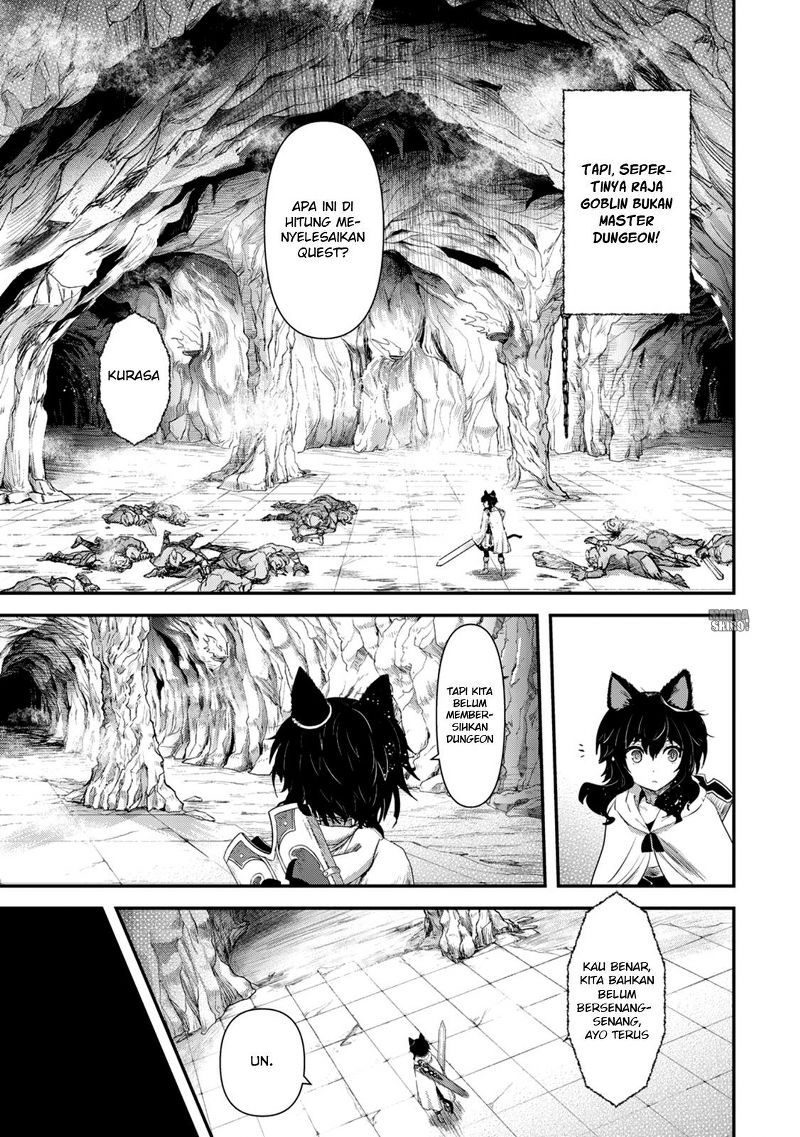 TAPI, SEPER-
TINYA RAJA
GOBLIN BUKAN
MASTER
DUNGEON!
APA INI DI
HITUNG ME-
NYELESAIKAN
QUEST?
KURASA
TAPI KITA
BELUM
MEMBER-
SIHKAN
DUNGEON
KAU BENAR,
KITA BAHKAN
BELUM
BERSENANG-
SENANG,
AYO TERUS
UN.